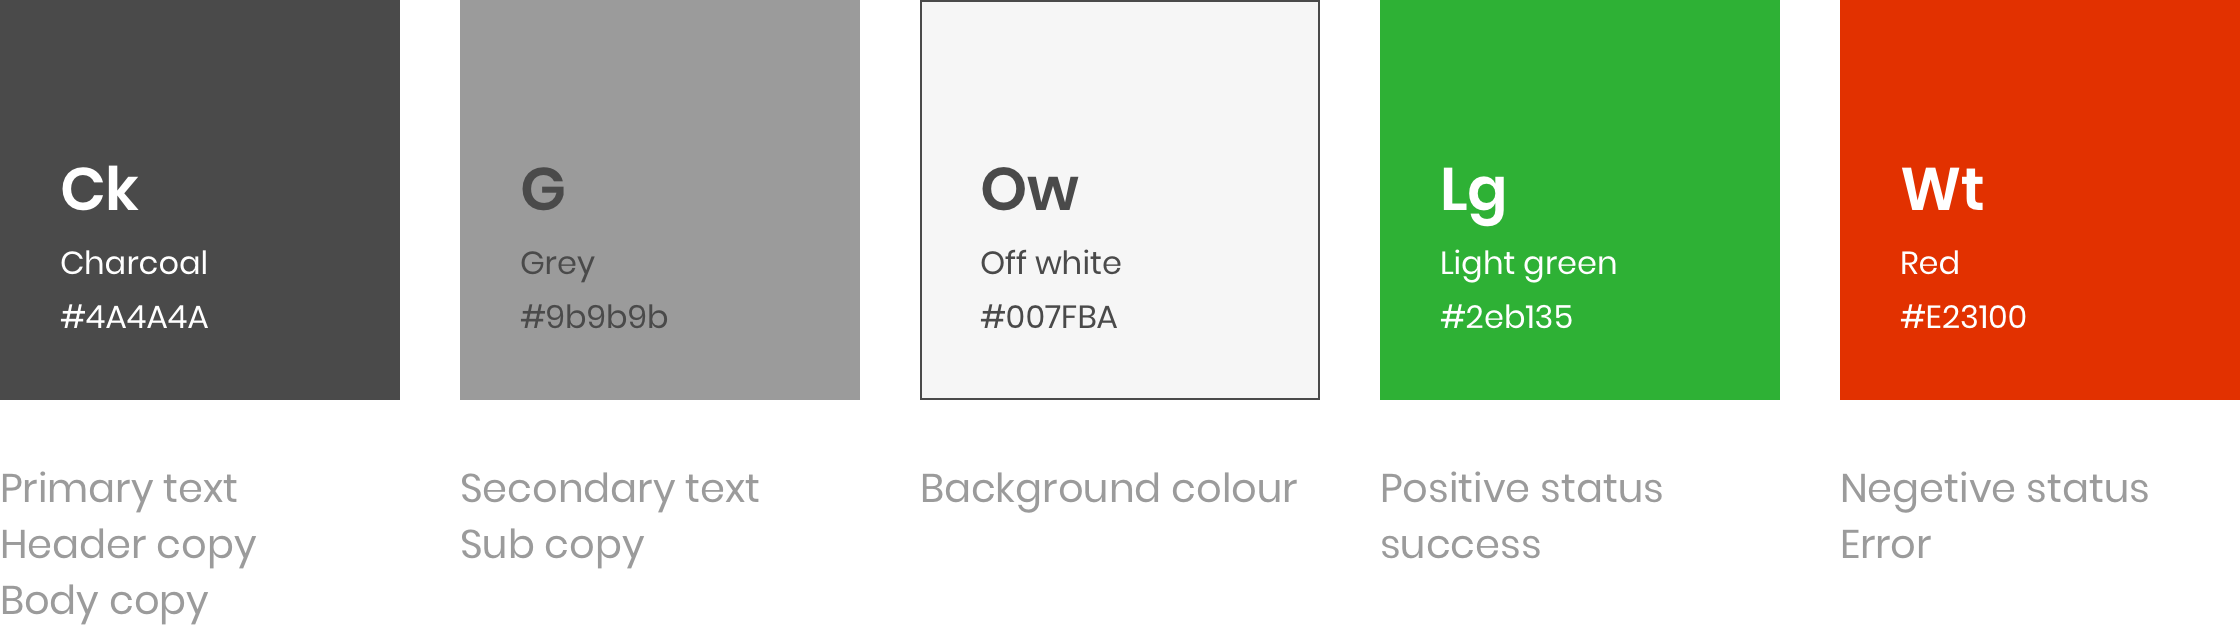 Ck
Charcoal
#4A4A4A
Primary text
Header copy
Body copy
G
Grey
#9b9b9b
Secondary text
Sub copy
Ow
Off white
#007FBA
Background colour
Lg
Light green
#2eb135
Positive status
success
Wt
Red
#E23100
Negetive status
Error